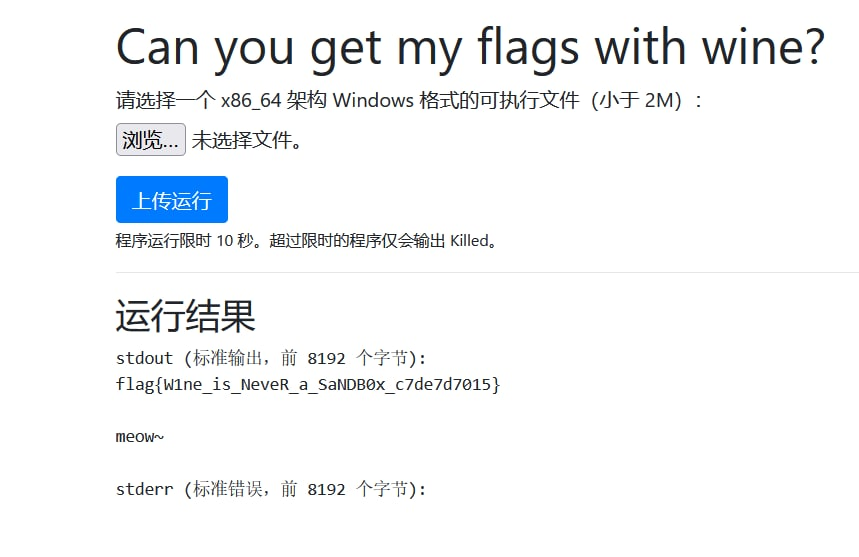 Can you get my flags with wine?
请选择一个 x86_64 架构 Windows 格式的可执行文件（小于 2M）：
浏览... 未选择文件。
上传运行
程序运行限时 10 秒。超过限时的程序仅会输出 Killed。
运行结果
stdout (标准输出，前 8192 个字节):
flag{W1ne_is_NeveR_a_SaNDB0x_c7de7d7015}
meow~
stderr (标准错误，前 8192 个字节):